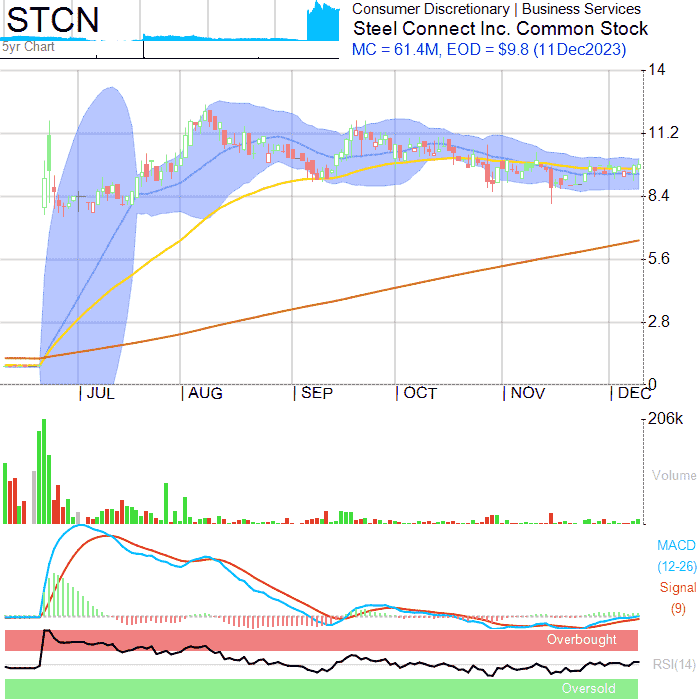 STCN
5yr Chart
Consumer Discretionary | Business Services
Steel Connect Inc. Common Stock
MC = 61.4M, EOD = $9.8 (11Dec2023)
14
11.2
8.4
5.6
2.8
0
JUL AUG SEP OCT NOV DEC
206k
Volume
MACD
(12-26)
Signal
(9)
Overbought
RSI(14)
Oversold